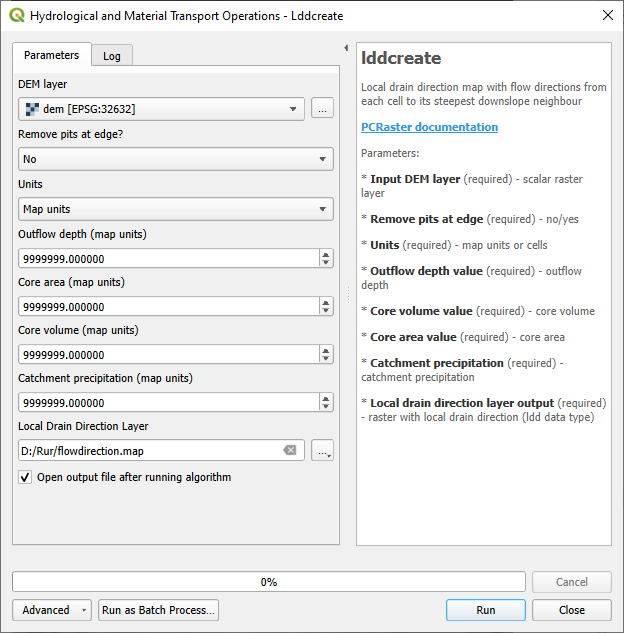 Hydrological and Material Transport Operations - Lddcreate
Parameters
Log
DEM layer
dem [EPSG:32632]
...
Remove pits at edge?
No
Units
Map units
Outflow depth (map units)
9999999.000000
Core area (map units)
9999999.000000
Core volume (map units)
9999999.000000
Catchment precipitation (map units)
9999999.000000
Local Drain Direction Layer
D:/Rur/flowdirection.map
...
Open output file after running algorithm
lddcreate
Local drain direction map with flow directions from
each cell to its steepest downslope neighbour
PCRaster documentation
Parameters:
* Input DEM layer (required) - scalar raster
layer
* Remove pits at edge (required) - no/yes
* Units (required) - map units or cells
* Outflow depth value (required) - outflow
depth
* Core volume value (required) - core volume
* Core area value (required) - core area
* Catchment precipitation (required) -
catchment precipitation
* Local drain direction layer output (required)
- raster with local drain direction (ldd data type)
0%
Cancel
Advanced
Run as Batch Process...
Run
Close